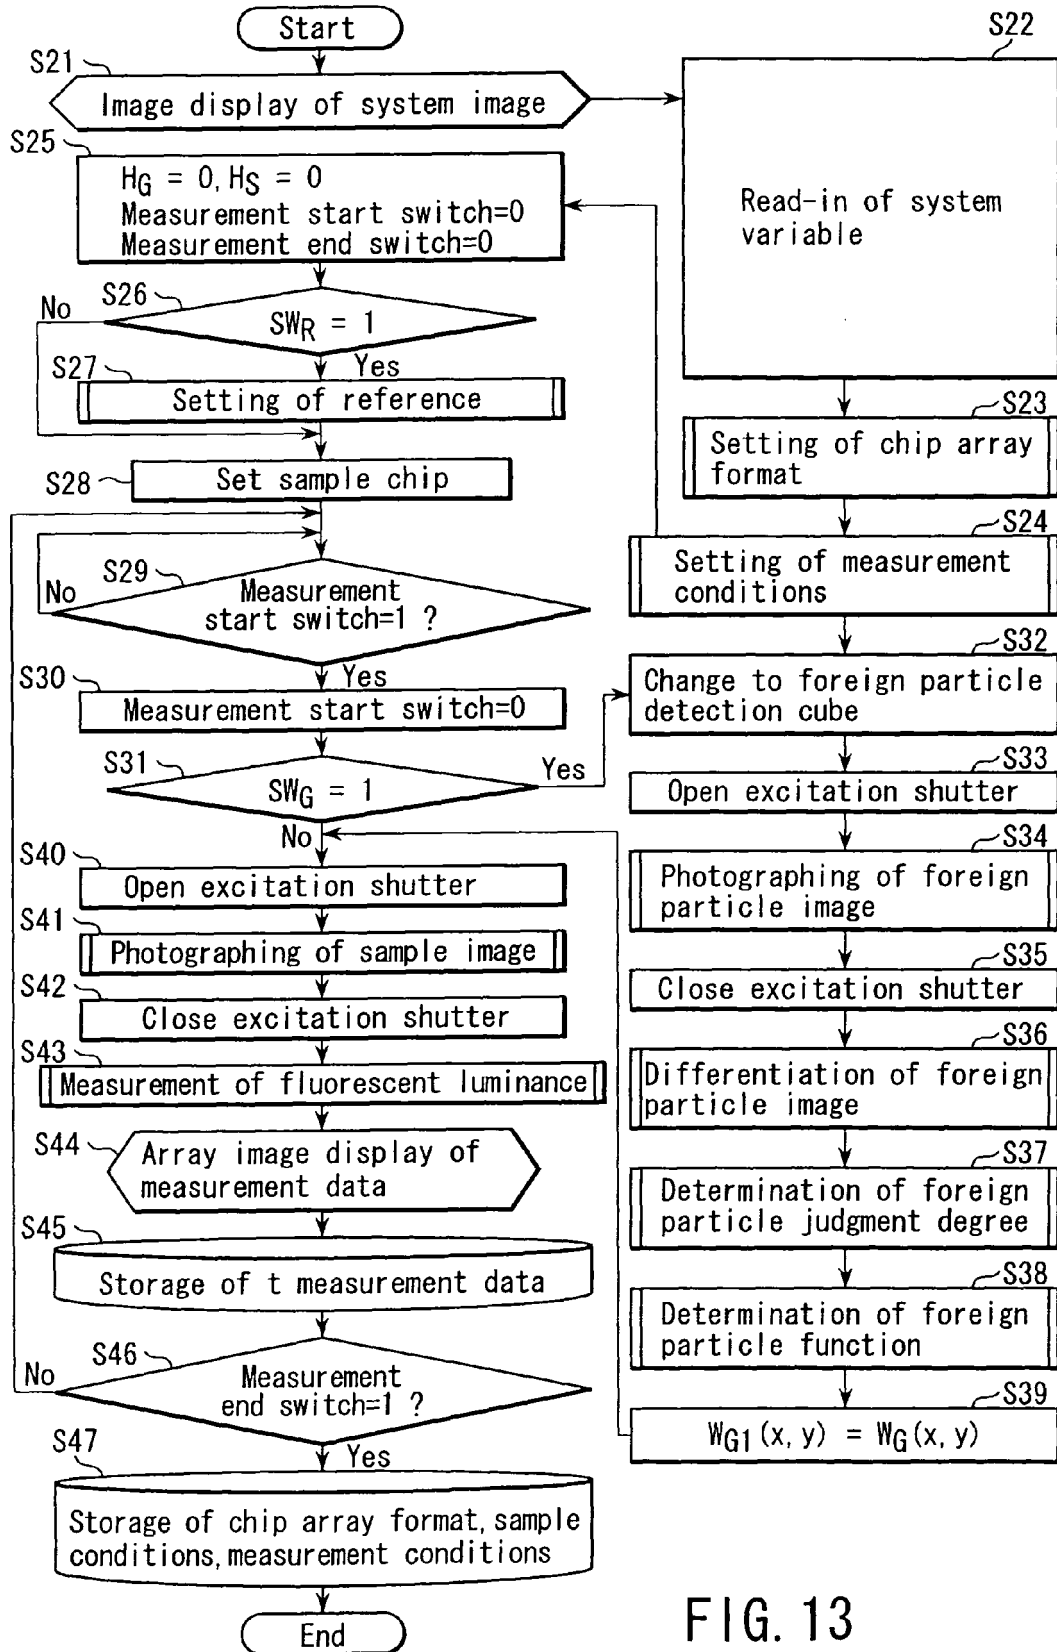 Start
S21
Image display of system image
S22
Read-in of system
variable
S23
Setting of chip array
format
S24
Setting of measurement
conditions
S25
HG = 0, HS = 0
Measurement start switch=0
Measurement end switch=0
S26
SWR = 1
No
Yes
S27
Setting of reference
S28
Set sample chip
S29
Measurement
start switch=1 ?
No
Yes
S30
Measurement start switch=0
S31
SWG = 1
Yes
No
S32
Change to foreign particle
detection cube
S33
Open excitation shutter
S34
Photographing of foreign
particle image
S35
Close excitation shutter
S36
Differentiation of foreign
particle image
S37
Determination of foreign
particle judgment degree
S38
Determination of foreign
particle function
S39
WG1(x, y) = WG(x, y)
S40
Open excitation shutter
S41
Photographing of sample image
S42
Close excitation shutter
S43
Measurement of fluorescent luminance
S44
Array image display of
measurement data
S45
Storage of t measurement data
S46
Measurement
end switch=1 ?
No
Yes
S47
Storage of chip array format, sample
conditions, measurement conditions
End
FIG. 13